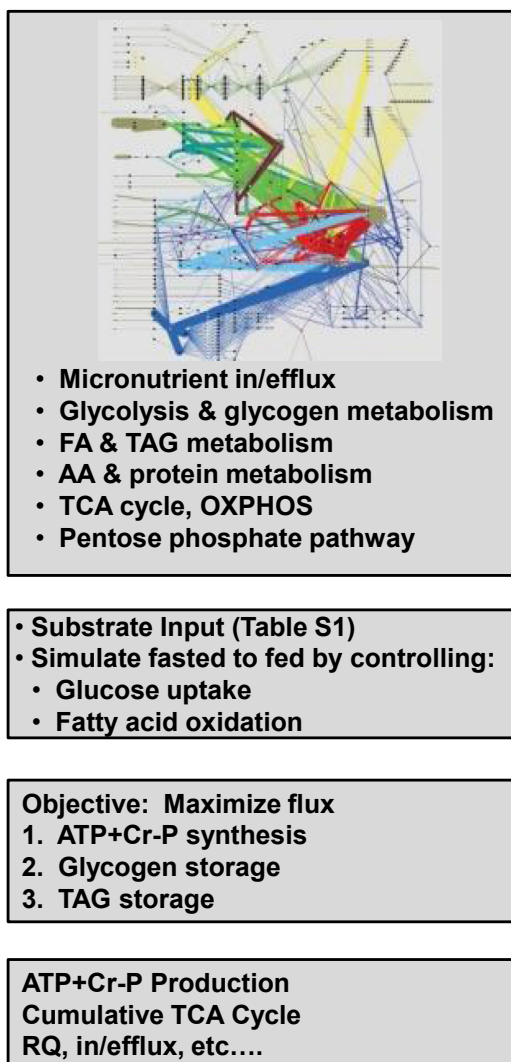 • Micronutrient in/efflux
• Glycolysis & glycogen metabolism
• FA & TAG metabolism
• AA & protein metabolism
• TCA cycle, OXPHOS
• Pentose phosphate pathway
• Substrate Input (Table S1)
• Simulate fasted to fed by controlling:
• Glucose uptake
• Fatty acid oxidation
Objective: Maximize flux
1. ATP+Cr-P synthesis
2. Glycogen storage
3. TAG storage
ATP+Cr-P Production
Cumulative TCA Cycle
RQ, in/efflux, etc....